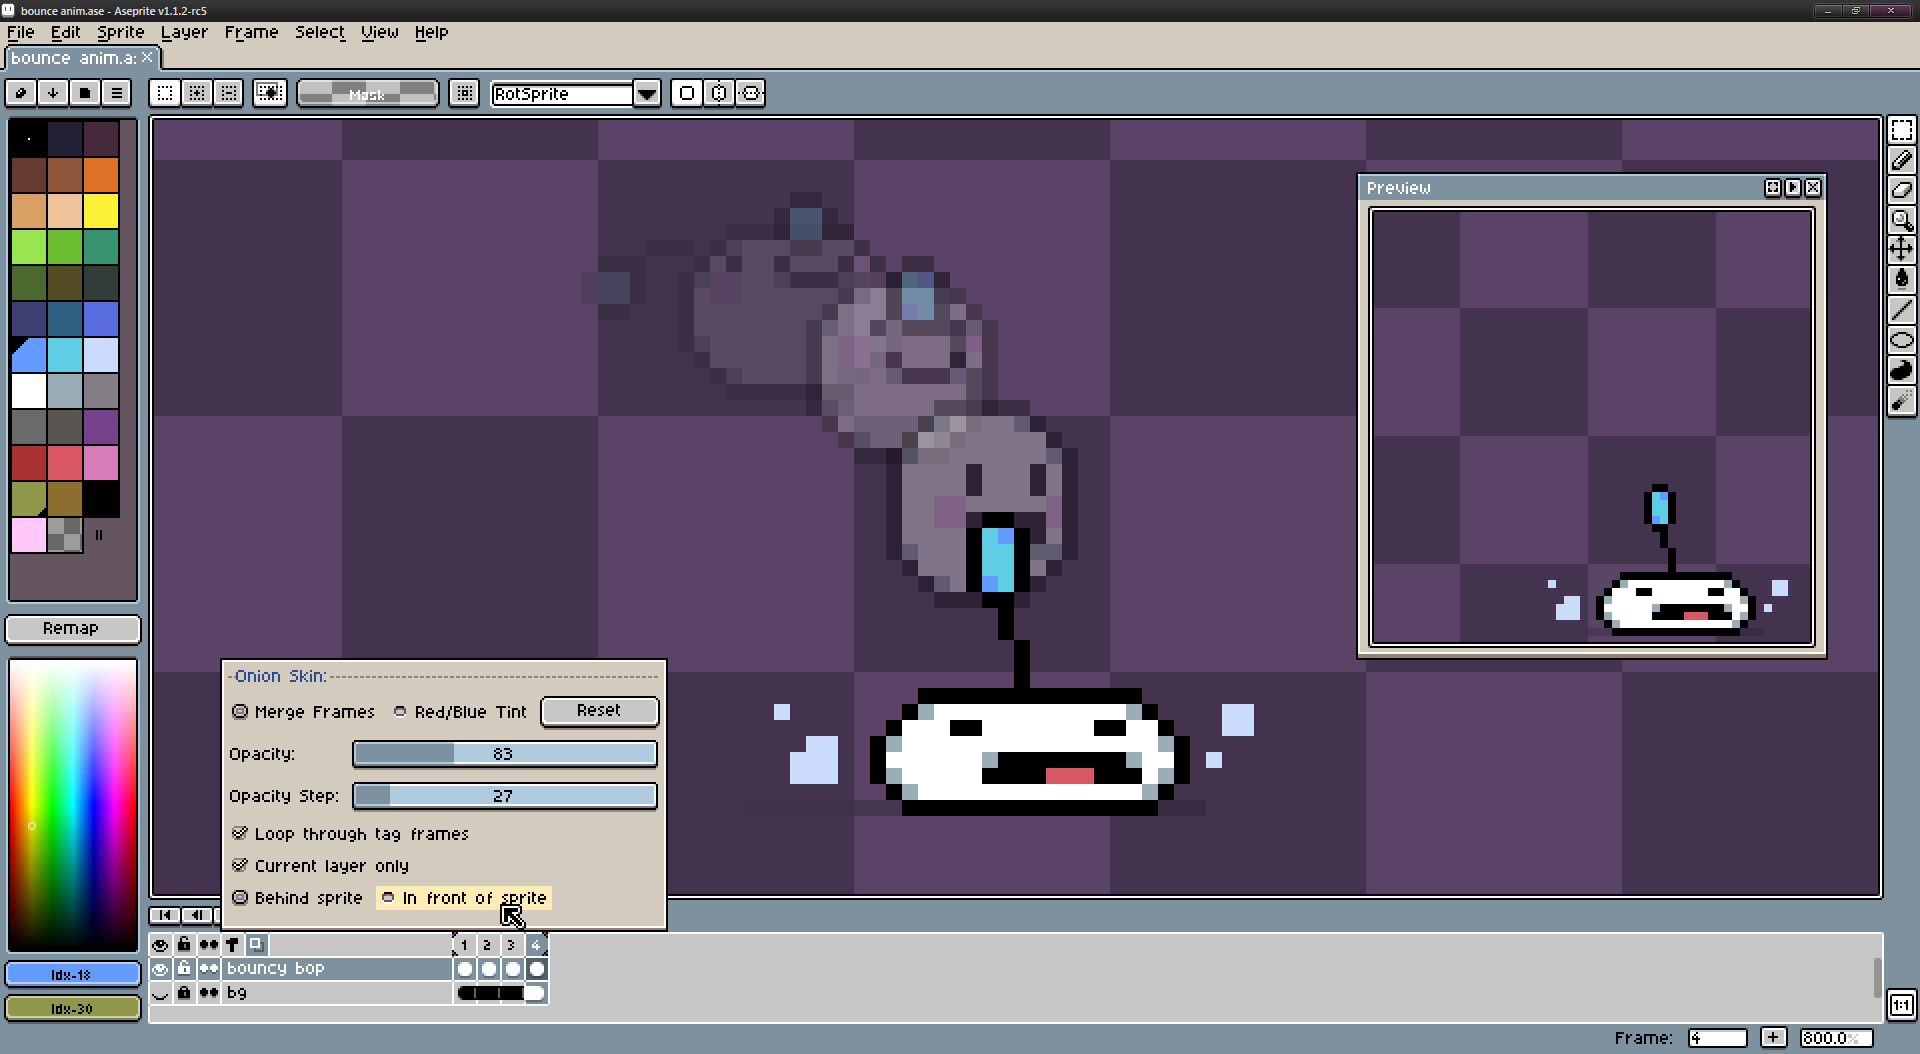 bounce anim.ase - Aseprite v1.1.2-rc5
File Edit Sprite Layer Frame Select View Help
bounce anim.a:
Mask
RotSprite
Preview
Remap
Onion Skin:
Merge Frames Red/Blue Tint Reset
Opacity: 83
Opacity Step: 27
Loop through tag frames
Current layer only
Behind sprite In front of sprite
1 2 3 4
bouncy bop
bg
Idx-18
Idx-30
1:1
Frame: 4 + 800.0%